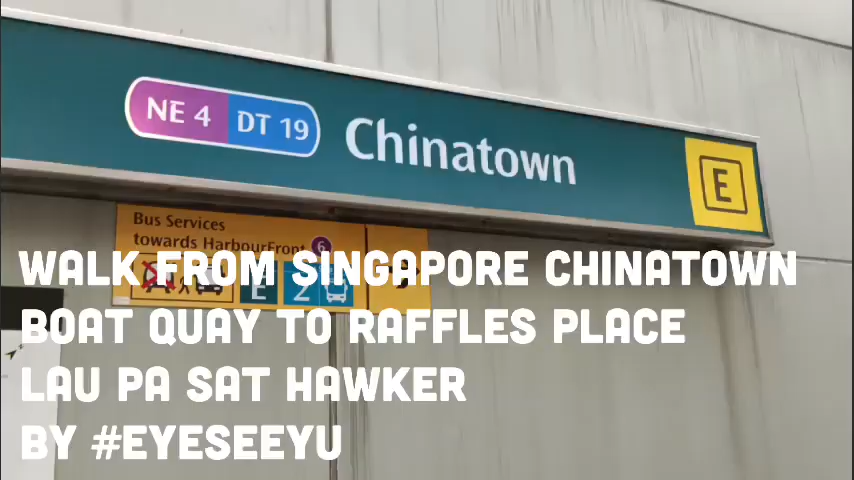 NE 4 DT 19 Chinatown E
Bus Services
towards HarbourFront 6
E 2
WALK FROM SINGAPORE CHINATOWN
BOAT QUAY TO RAFFLES PLACE
LAU PA SAT HAWKER
BY #EYESEEYU